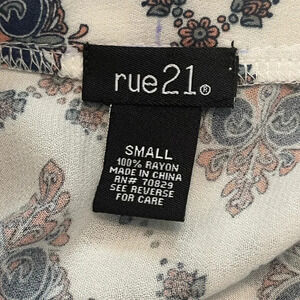 rue21®
SMALL
100% RAYON
MADE IN CHINA
RN# 70829
SEE REVERSE
FOR CARE